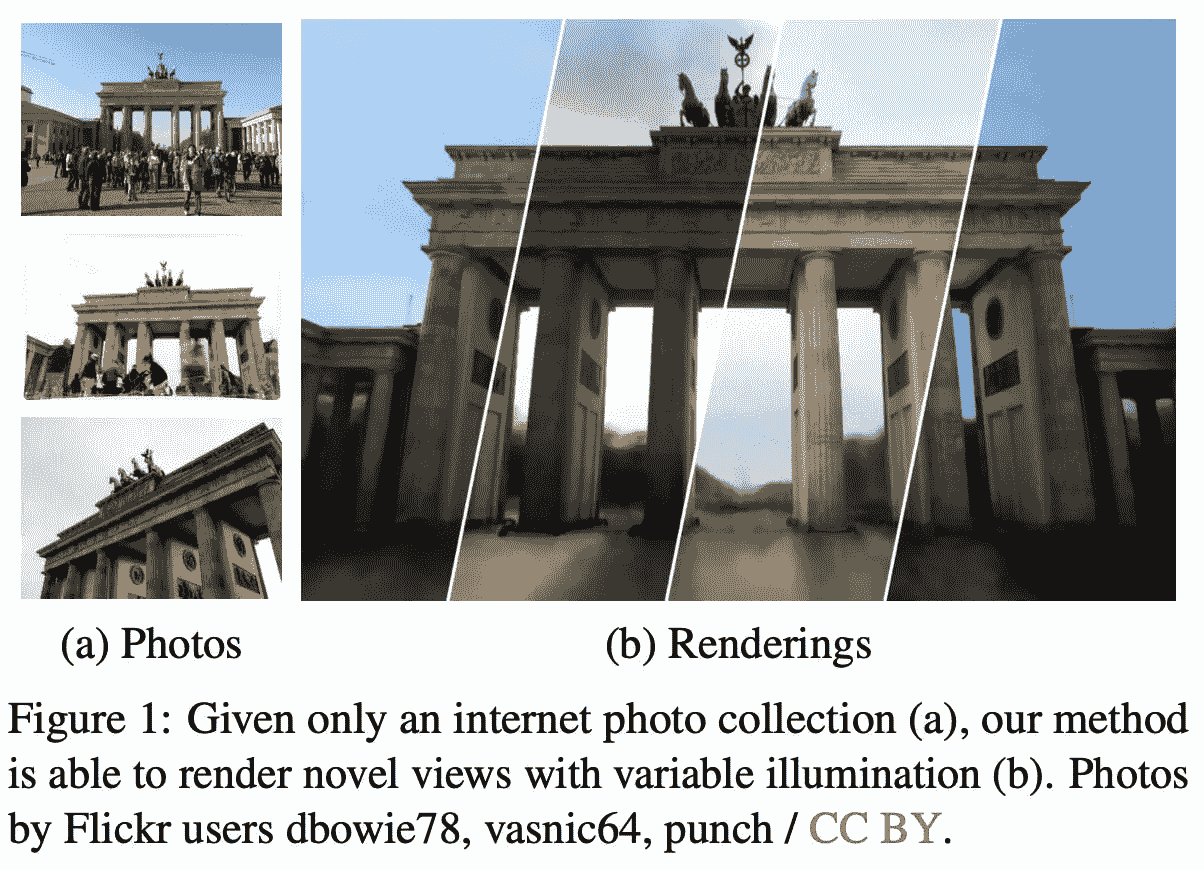 (a) Photos
(b) Renderings
Figure 1: Given only an internet photo collection (a), our method
is able to render novel views with variable illumination (b). Photos
by Flickr users dbowie78, vasnic64, punch / CC BY.